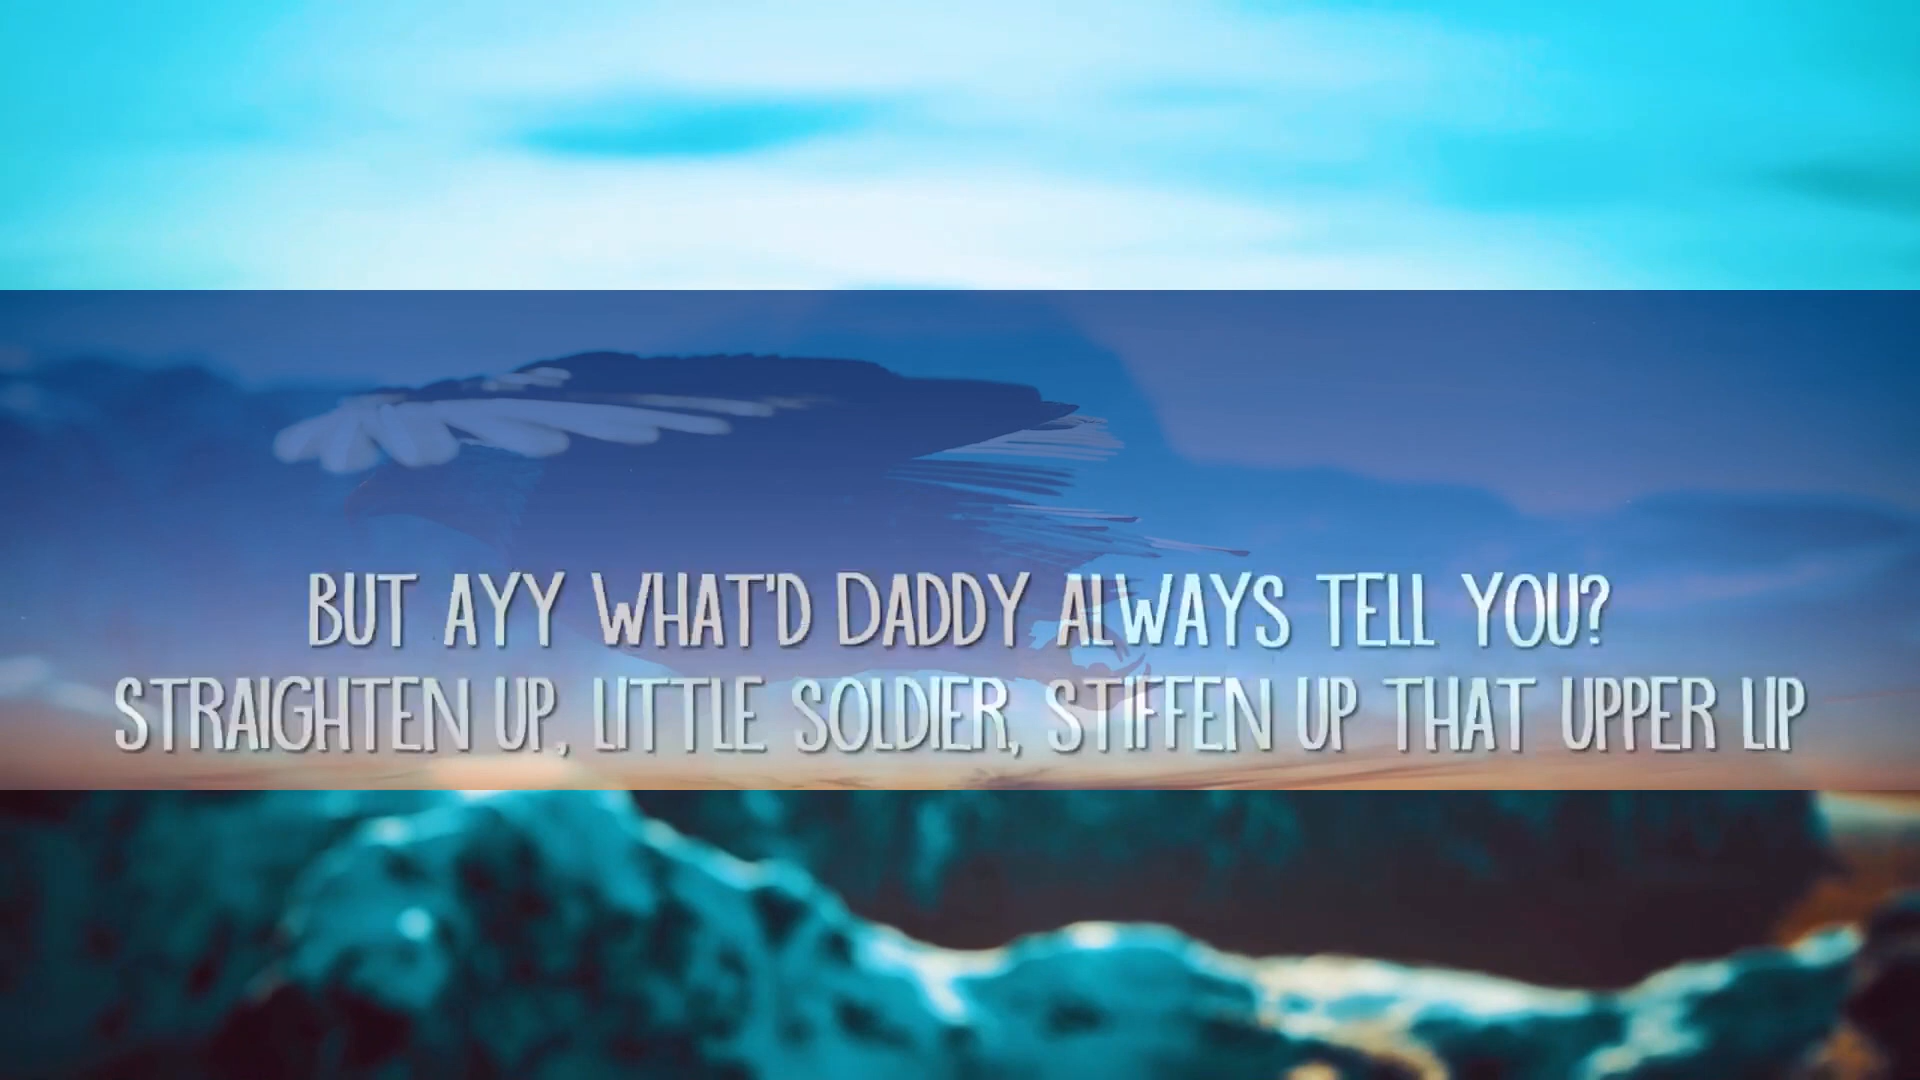 BUT AYY WHAT'D DADDY ALWAYS TELL YOU?
STRAIGHTEN UP, LITTLE SOLDIER, STIFFEN UP THAT UPPER LIP